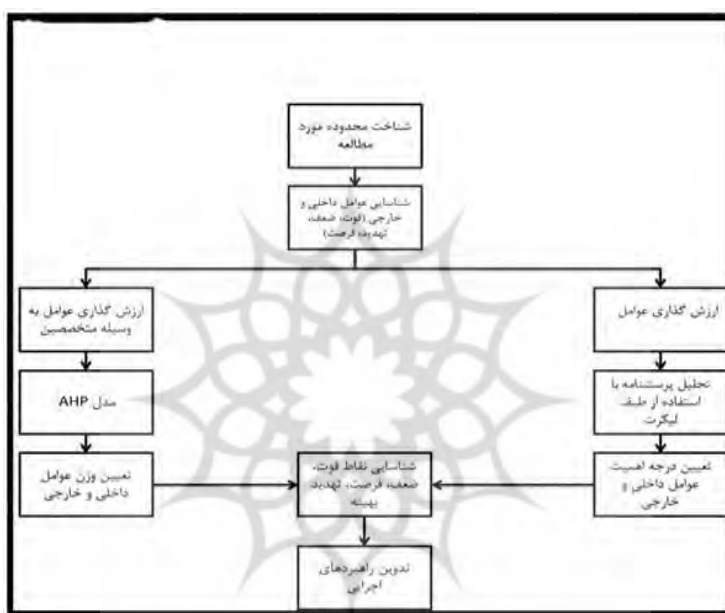 شناخت محدوده مورد
مطالعه
شناسایی عوامل داخلی و
خارجی (قوت، ضعف،
تهدید، فرصت)
ارزش گذاری عوامل
ارزش گذاری عوامل به
وسیله متخصصین
تحلیل پرسشنامه با
استفاده از طیف
لیکرت
مدل AHP
تعیین درجه اهمیت
عوامل داخلی و
خارجی
شناسایی نقاط قوت،
ضعف، فرصت، تهدید
بهینه
تعیین وزن عوامل
داخلی و خارجی
تدوین راهبردهای
اجرایی